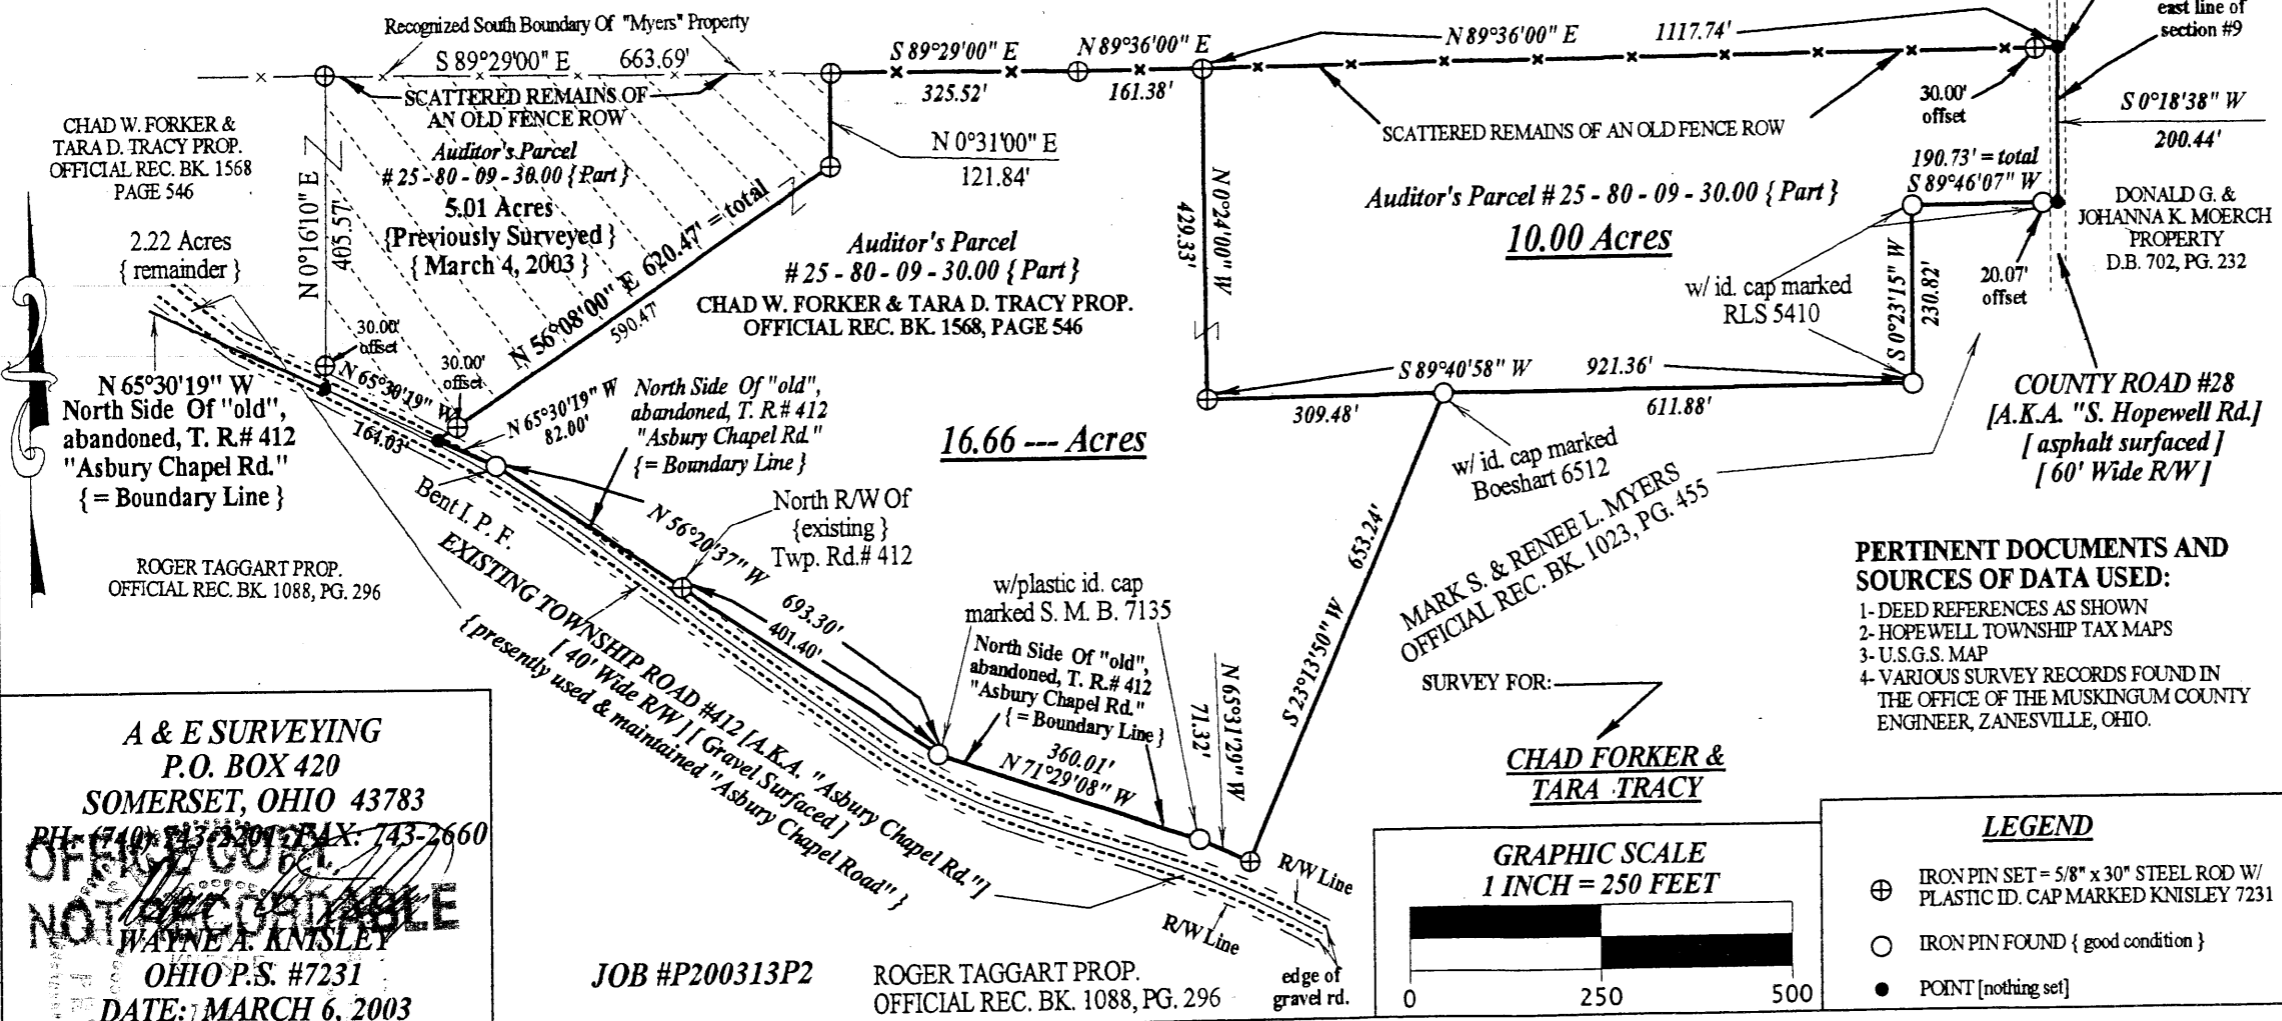 Recognized South Boundary Of "Myers" Property
S 89°29'00" E 663.69'
SCATTERED REMAINS OF
AN OLD FENCE ROW
CHAD W. FORKER &
TARA D. TRACY PROP.
OFFICIAL REC. BK. 1568
PAGE 546
2.22 Acres
{ remainder }
N 0°16'10" E
405.57'
Auditor's Parcel
# 25 - 80 - 09 - 30.00 { Part }
5.01 Acres
{Previously Surveyed }
{ March 4, 2003 }
30.00'
offset
30.00'
offset
N 56°08'00" E 620.47' = total
590.47'
S 89°29'00" E
325.52'
N 89°36'00" E
161.38'
N 0°31'00" E
121.84'
N 89°36'00" E 1117.74'
SCATTERED REMAINS OF AN OLD FENCE ROW
30.00'
offset
east line of
section #9
S 0°18'38" W
200.44'
190.73' = total
S 89°46'07" W
DONALD G. &
JOHANNA K. MOERCH
PROPERTY
D.B. 702, PG. 232
20.07'
offset
Auditor's Parcel # 25 - 80 - 09 - 30.00 { Part }
10.00 Acres
N 0°24'00" W
429.33'
w/ id. cap marked
RLS 5410
S 0°23'15" W
230.82'
Auditor's Parcel
# 25 - 80 - 09 - 30.00 { Part }
CHAD W. FORKER & TARA D. TRACY PROP.
OFFICIAL REC. BK. 1568, PAGE 546
16.66 --- Acres
S 89°40'58" W 921.36'
309.48'
611.88'
w/ id. cap marked
Boeshart 6512
COUNTY ROAD #28
[A.K.A. "S. Hopewell Rd.]
[ asphalt surfaced ]
[ 60' Wide R/W ]
N 65°30'19" W
North Side Of "old",
abandoned, T. R.# 412
"Asbury Chapel Rd."
{ = Boundary Line }
N 65°30'19" W
164.03'
N 65°30'19" W
82.00'
North Side Of "old",
abandoned, T. R.# 412
"Asbury Chapel Rd."
{= Boundary Line }
Bent I. P. F.
North R/W Of
{existing }
Twp. Rd.# 412
N 56°20'37" W
693.30'
401.40'
EXISTING TOWNSHIP ROAD #412 [A.K.A. "Asbury Chapel Rd."]
[ 40' Wide R/W ] [ Gravel Surfaced ]
{ presently used & maintained "Asbury Chapel Road" }
w/plastic id. cap
marked S. M. B. 7135
North Side Of "old",
abandoned, T. R.# 412
"Asbury Chapel Rd."
{ = Boundary Line }
360.01'
N 71°29'08" W
N 65°31'29" W
71.32'
S 23°13'50" W
653.24'
MARK S. & RENEE L. MYERS
OFFICIAL REC. BK. 1023, PG. 455
ROGER TAGGART PROP.
OFFICIAL REC. BK. 1088, PG. 296
PERTINENT DOCUMENTS AND
SOURCES OF DATA USED:
1- DEED REFERENCES AS SHOWN
2- HOPEWELL TOWNSHIP TAX MAPS
3- U.S.G.S. MAP
4- VARIOUS SURVEY RECORDS FOUND IN
THE OFFICE OF THE MUSKINGUM COUNTY
ENGINEER, ZANESVILLE, OHIO.
SURVEY FOR:
CHAD FORKER &
TARA TRACY
A & E SURVEYING
P.O. BOX 420
SOMERSET, OHIO 43783
PH: (740) 743-2201 FAX: 743-2660
OFFICE COPY
NOT RECORDABLE
WAYNE A. KNISLEY
OHIO P.S. #7231
DATE: MARCH 6, 2003
JOB #P200313P2
ROGER TAGGART PROP.
OFFICIAL REC. BK. 1088, PG. 296
R/W Line
R/W Line
edge of
gravel rd.
GRAPHIC SCALE
1 INCH = 250 FEET
0 250 500
LEGEND
IRON PIN SET = 5/8" x 30" STEEL ROD W/
PLASTIC ID. CAP MARKED KNISLEY 7231
IRON PIN FOUND { good condition }
POINT [nothing set]